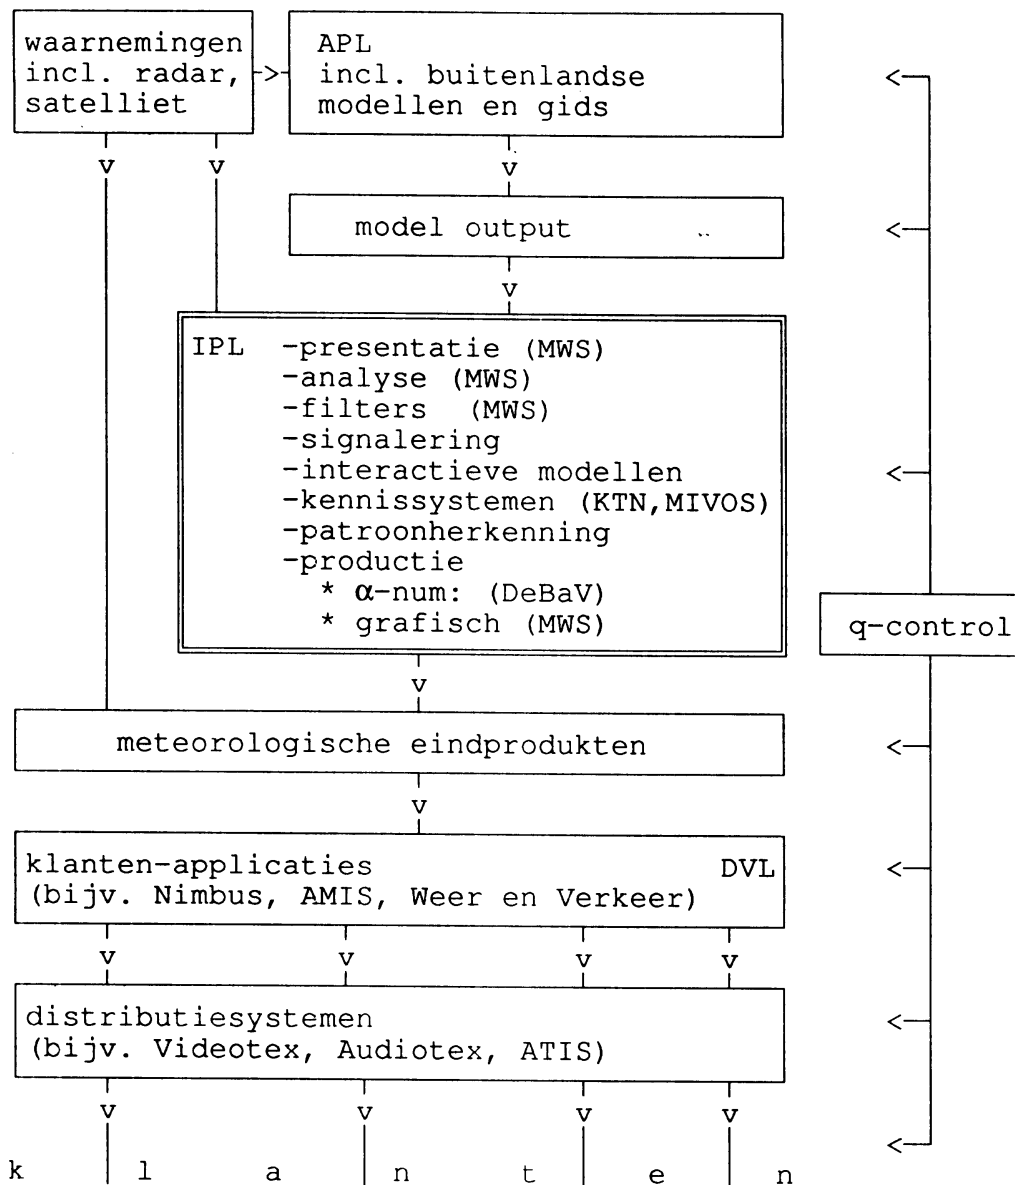 waarnemingen
incl. radar,
satelliet
APL
incl. buitenlandse
modellen en gids
model output
IPL -presentatie (MWS)
-analyse (MWS)
-filters (MWS)
-signalering
-interactieve modellen
-kennissystemen (KTN,MIVOS)
-patroonherkenning
-productie
* α-num: (DeBaV)
* grafisch (MWS)
q-control
meteorologische eindprodukten
klanten-applicaties DVL
(bijv. Nimbus, AMIS, Weer en Verkeer)
distributiesystemen
(bijv. Videotex, Audiotex, ATIS)
k l a n t e n